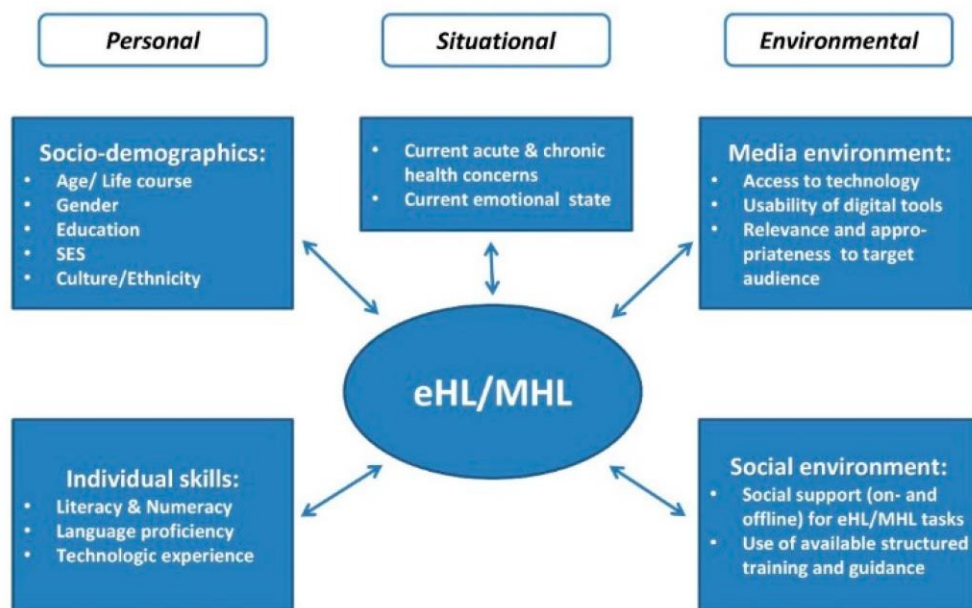 Personal
Situational
Environmental
Socio-demographics:
• Age/ Life course
• Gender
• Education
• SES
• Culture/Ethnicity
• Current acute & chronic
health concerns
• Current emotional state
Media environment:
• Access to technology
• Usability of digital tools
• Relevance and appro-
priateness to target
audience
eHL/MHL
Individual skills:
• Literacy & Numeracy
• Language proficiency
• Technologic experience
Social environment:
• Social support (on- and
offline) for eHL/MHL tasks
• Use of available structured
training and guidance